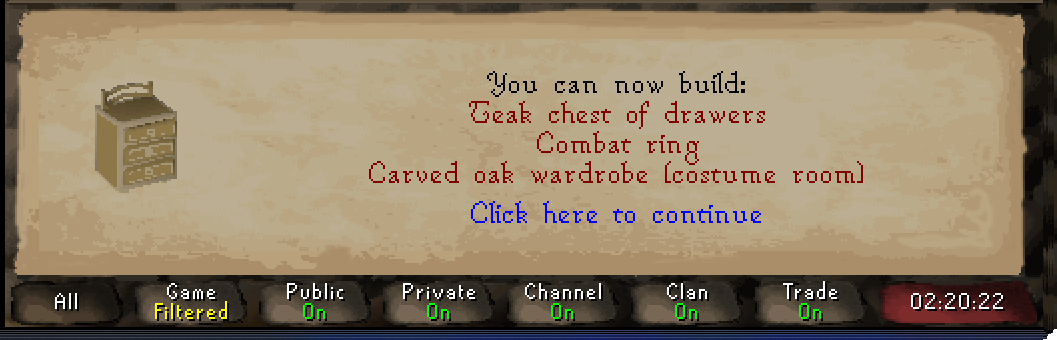 You can now build:
Teak chest of drawers
Combat ring
Carved oak wardrobe (costume room)
Click here to continue
All
Game
Filtered
Public
On
Private
On
Channel
On
Clan
On
Trade
On
02:20:22